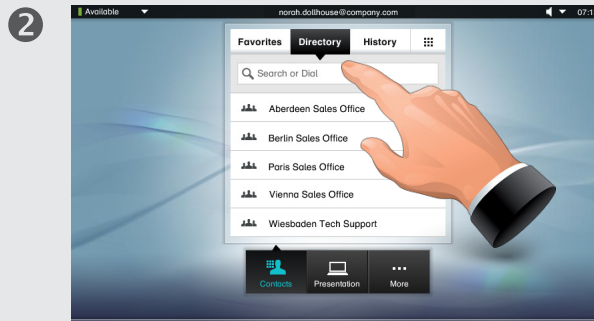 2
Available norah.dollhouse@company.com 07:1
Favorites Directory History
Search or Dial
Aberdeen Sales Office
Berlin Sales Office
Paris Sales Office
Vienna Sales Office
Wiesbaden Tech Support
Contacts Presentation More